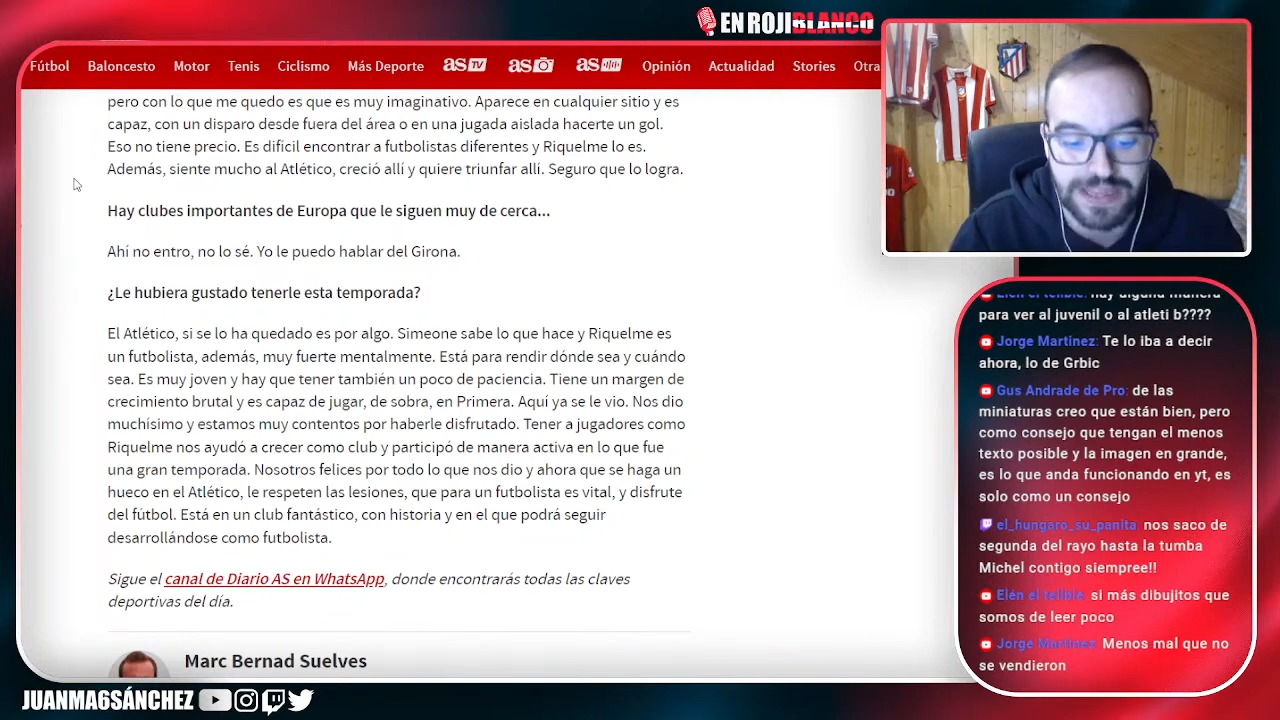 EN ROJIBLANCO
Fútbol Baloncesto Motor Tenis Ciclismo Más Deporte as TV as as Opinión Actualidad Stories Otra
pero con lo que me quedo es que es muy imaginativo. Aparece en cualquier sitio y es
capaz, con un disparo desde fuera del área o en una jugada aislada hacerte un gol.
Eso no tiene precio. Es difícil encontrar a futbolistas diferentes y Riquelme lo es.
Además, siente mucho al Atlético, creció allí y quiere triunfar allí. Seguro que lo logra.
Hay clubes importantes de Europa que le siguen muy de cerca...
Ahí no entro, no lo sé. Yo le puedo hablar del Girona.
¿Le hubiera gustado tenerle esta temporada?
El Atlético, si se lo ha quedado es por algo. Simeone sabe lo que hace y Riquelme es
un futbolista, además, muy fuerte mentalmente. Está para rendir dónde sea y cuándo
sea. Es muy joven y hay que tener también un poco de paciencia. Tiene un margen de
crecimiento brutal y es capaz de jugar, de sobra, en Primera. Aquí ya se le vio. Nos dio
muchísimo y estamos muy contentos por haberle disfrutado. Tener a jugadores como
Riquelme nos ayudó a crecer como club y participó de manera activa en lo que fue
una gran temporada. Nosotros felices por todo lo que nos dio y ahora que se haga un
hueco en el Atlético, le respeten las lesiones, que para un futbolista es vital, y disfrute
del fútbol. Está en un club fantástico, con historia y en el que podrá seguir
desarrollándose como futbolista.
Sigue el canal de Diario AS en WhatsApp, donde encontrarás todas las claves
deportivas del día.
Marc Bernad Suelves
Elén el telible: hay alguna manera
para ver al juvenil o al atleti b????
Jorge Martínez: Te lo iba a decir
ahora, lo de Grbic
Gus Andrade de Pro: de las
miniaturas creo que están bien, pero
como consejo que tengan el menos
texto posible y la imagen en grande,
es lo que anda funcionando en yt, es
solo como un consejo
el_hungaro_su_panita: nos saco de
segunda del rayo hasta la tumba
Michel contigo siempree!!
Elén el telible: si más dibujitos que
somos de leer poco
Jorge Martínez: Menos mal que no
se vendieron
JUANMA6SÁNCHEZ